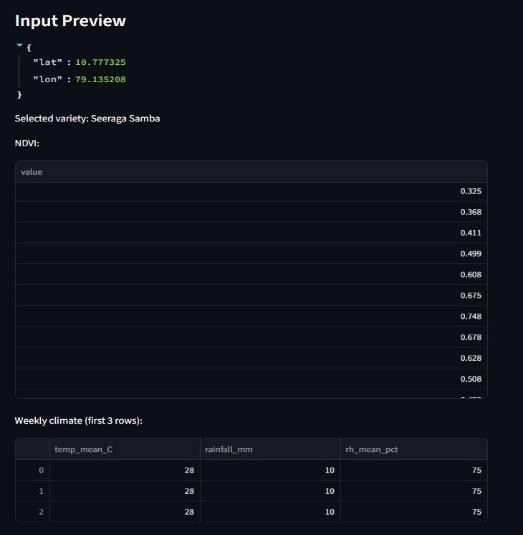 Input Preview
{
"lat" : 10.777325
"lon" : 79.135208
}
Selected variety: Seeraga Samba
NDVI:
value
0.325
0.368
0.411
0.499
0.608
0.675
0.748
0.678
0.628
0.508
Weekly climate (first 3 rows):
temp_mean_C rainfall_mm rh_mean_pct
0 28 10 75
1 28 10 75
2 28 10 75